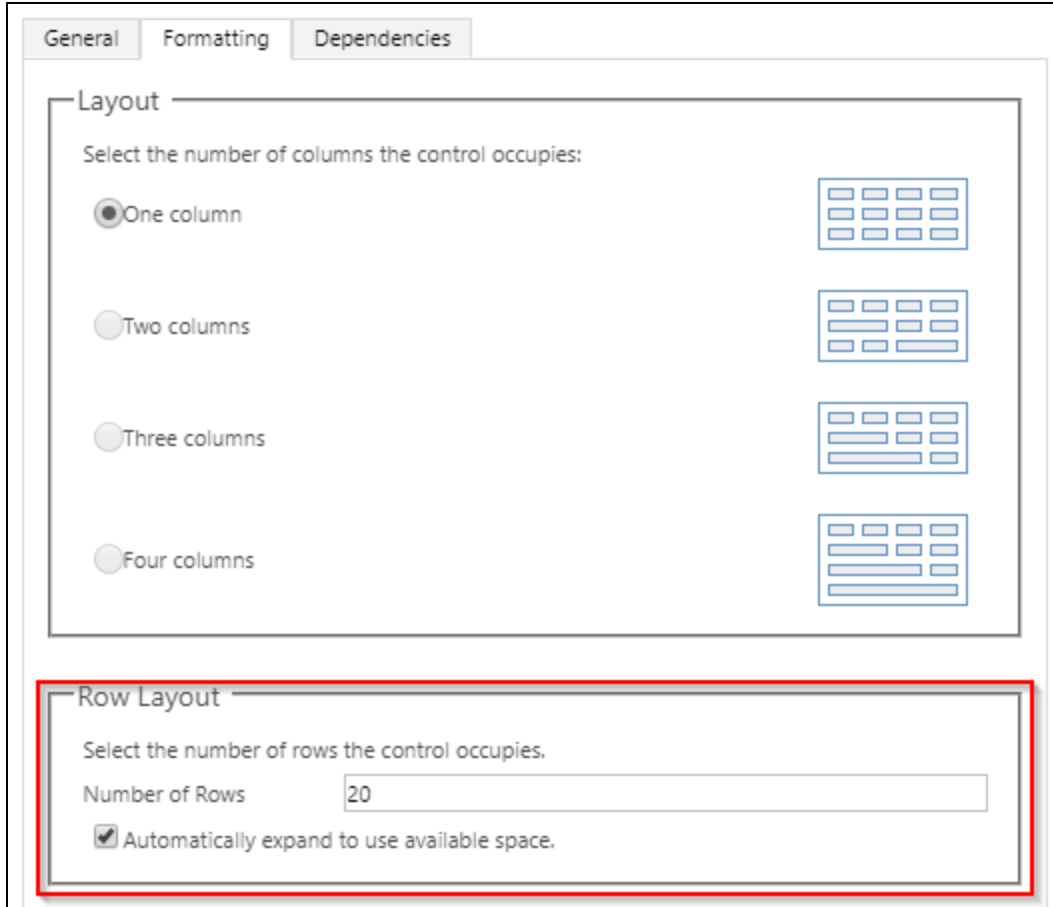 General Formatting Dependencies
Layout
Select the number of columns the control occupies:
One column
Two columns
Three columns
Four columns
Row Layout
Select the number of rows the control occupies.
Number of Rows 20
Automatically expand to use available space.